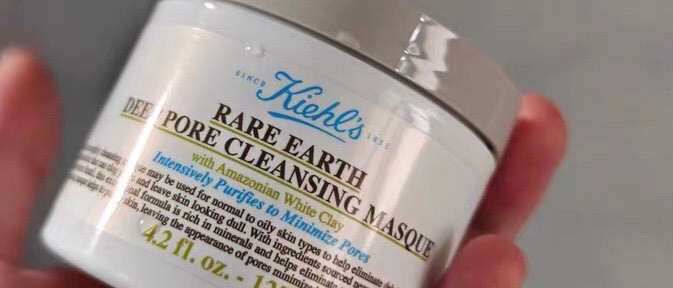 SINCE Kiehl's 1851
RARE EARTH
DEEP PORE CLEANSING MASQUE
with Amazonian White Clay
Intensively Purifies to Minimize Pores
may be used for normal to oily skin types to help eliminate
and leave skin looking dull. With ingredients sourced
formula is rich in minerals and helps eliminate
skin, leaving the appearance of pores minimized
4.2 fl. oz. - 12